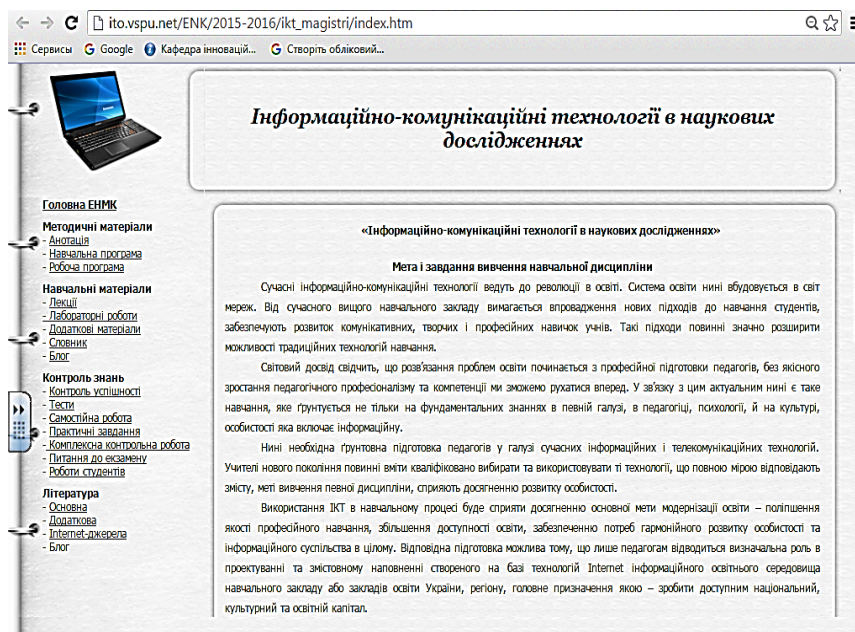 ito.vspu.net/ENK/2015-2016/ikt_magistri/index.htm
Сервисы Google Кафедра інновацій... Створіть обліковий...
Інформаційно-комунікаційні технології в наукових
дослідженнях
Головна ЕНМК
Методичні матеріали
- Анотація
- Навчальна програма
- Робоча програма
Навчальні матеріали
- Лекції
- Лабораторні роботи
- Додаткові матеріали
- Словник
- Блог
Контроль знань
- Контроль успішності
- Тести
- Самостійна робота
- Практичні завдання
- Комплексна контрольна робота
- Питання до екзамену
- Роботи студентів
Література
- Основна
- Додаткова
- Internet-джерела
- Блог
«Інформаційно-комунікаційні технології в наукових дослідженнях»
Мета і завдання вивчення навчальної дисципліни
Сучасні інформаційно-комунікаційні технології ведуть до революції в освіті. Система освіти нині вбудовується в світ
мереж. Від сучасного вищого навчального закладу вимагається впровадження нових підходів до навчання студентів,
забезпечують розвиток комунікативних, творчих і професійних навичок учнів. Такі підходи повинні значно розширити
можливості традиційних технологій навчання.
Світовий досвід свідчить, що розв'язання проблем освіти починається з професійної підготовки педагогів, без якісного
зростання педагогічного професіоналізму та компетенції ми зможемо рухатися вперед. У зв'язку з цим актуальним нині є таке
навчання, яке ґрунтується не тільки на фундаментальних знаннях в певній галузі, в педагогіці, психології, й на культурі,
особистості яка включає інформаційну.
Нині необхідна ґрунтовна підготовка педагогів у галузі сучасних інформаційних і телекомунікаційних технологій.
Учителі нового покоління повинні вміти кваліфіковано вибирати та використовувати ті технології, що повною мірою відповідають
змісту, меті вивчення певної дисципліни, сприяють досягненню розвитку особистості.
Використання ІКТ в навчальному процесі буде сприяти досягненню основної мети модернізації освіти – поліпшення
якості професійного навчання, збільшення доступності освіти, забезпеченню потреб гармонійного розвитку особистості та
інформаційного суспільства в цілому. Відповідна підготовка можлива тому, що лише педагогам відводиться визначальна роль в
проектуванні та змістовному наповненні створеного на базі технологій Internet інформаційного освітнього середовища
навчального закладу або закладів освіти України, регіону, головне призначення якою – зробити доступним національний,
культурний та освітній капітал.